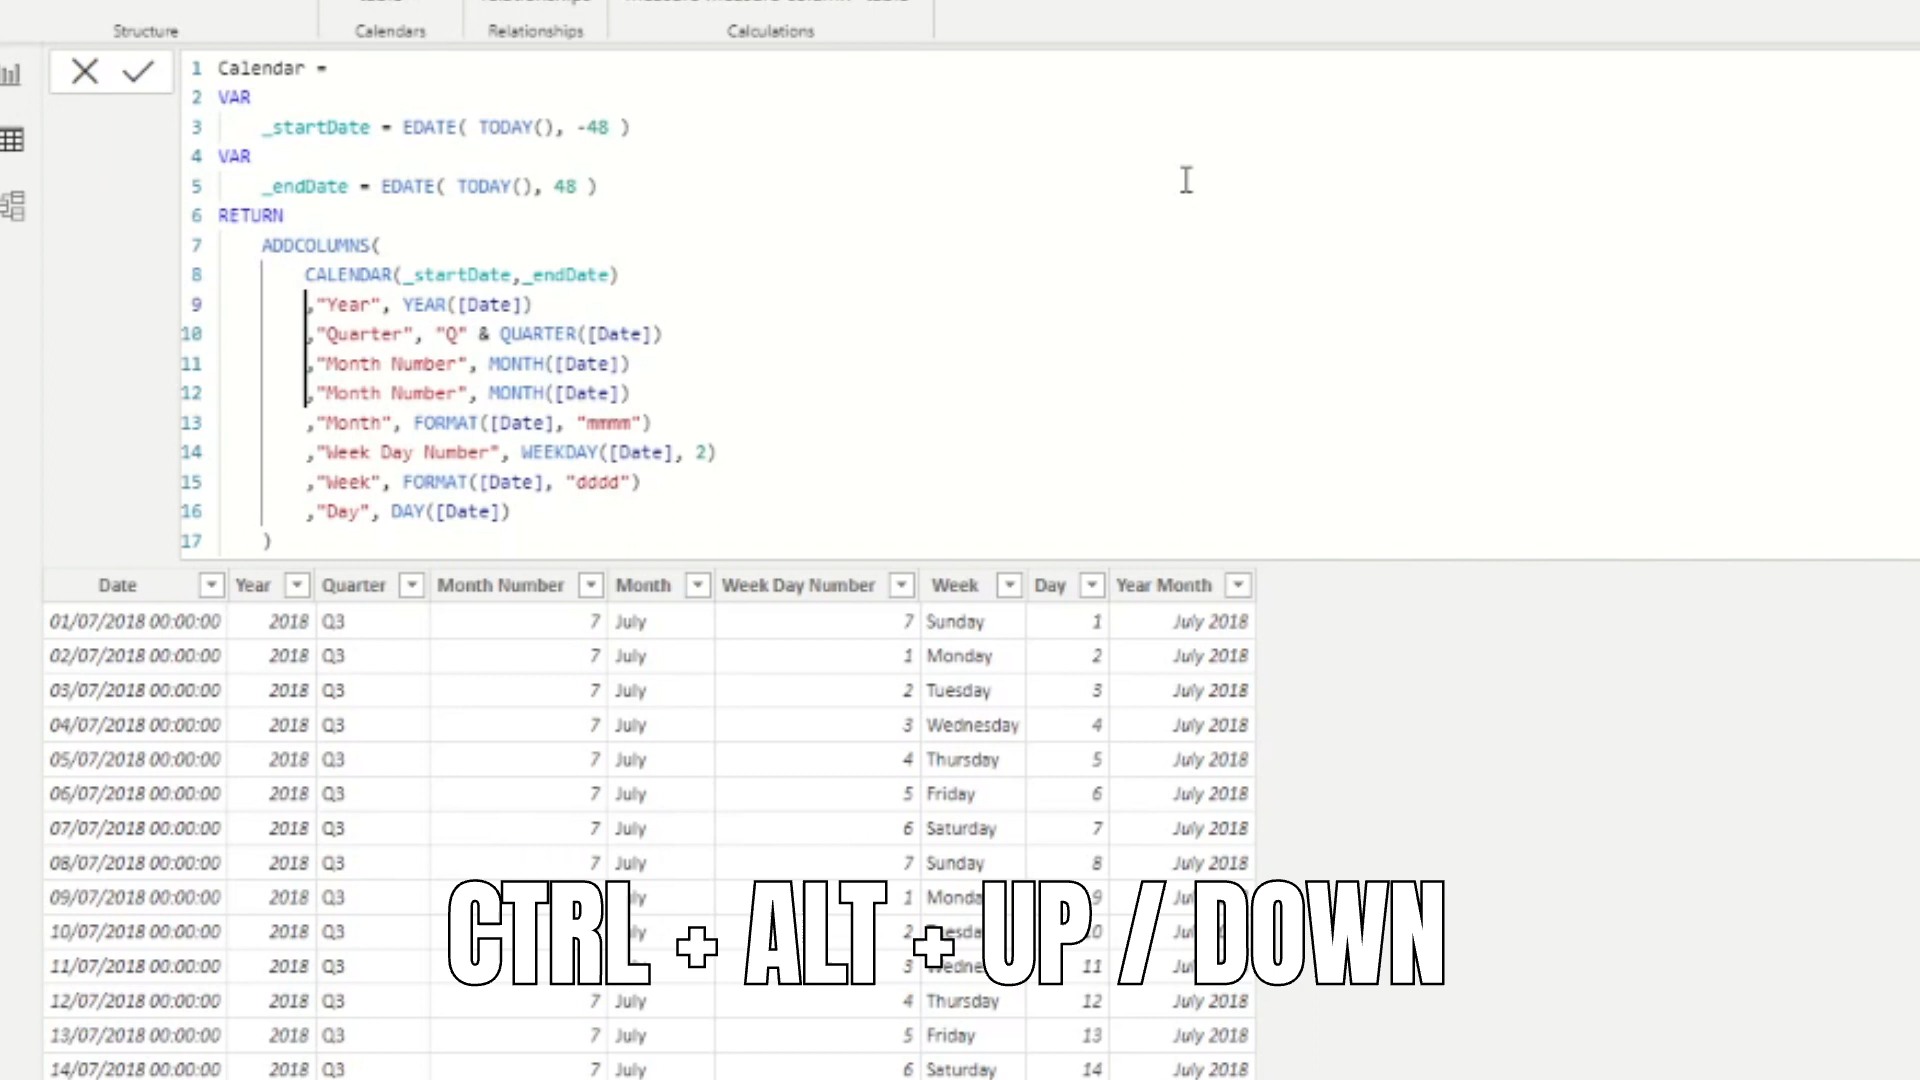 Structure
Calendars
Relationships
Calculations
1 Calendar =
2 VAR
3 _startDate = EDATE( TODAY(), -48 )
4 VAR
5 _endDate = EDATE( TODAY(), 48 )
6 RETURN
7 ADDCOLUMNS(
8 CALENDAR(_startDate,_endDate)
9 ,"Year", YEAR([Date])
10 ,"Quarter", "Q" & QUARTER([Date])
11 ,"Month Number", MONTH([Date])
12 ,"Month Number", MONTH([Date])
13 ,"Month", FORMAT([Date], "mmmm")
14 ,"Week Day Number", WEEKDAY([Date], 2)
15 ,"Week", FORMAT([Date], "dddd")
16 ,"Day", DAY([Date])
17 )
Date Year Quarter Month Number Month Week Day Number Week Day Year Month
01/07/2018 00:00:00 2018 Q3 7 July 7 Sunday 1 July 2018
02/07/2018 00:00:00 2018 Q3 7 July 1 Monday 2 July 2018
03/07/2018 00:00:00 2018 Q3 7 July 2 Tuesday 3 July 2018
04/07/2018 00:00:00 2018 Q3 7 July 3 Wednesday 4 July 2018
05/07/2018 00:00:00 2018 Q3 7 July 4 Thursday 5 July 2018
06/07/2018 00:00:00 2018 Q3 7 July 5 Friday 6 July 2018
07/07/2018 00:00:00 2018 Q3 7 July 6 Saturday 7 July 2018
08/07/2018 00:00:00 2018 Q3 7 July 7 Sunday 8 July 2018
09/07/2018 00:00:00 2018 Q3 1 9
10/07/2018 00:00:00 2018 Q3 2
11/07/2018 00:00:00 2018 Q3 3 11
CTRL + ALT + UP / DOWN
12/07/2018 00:00:00 2018 Q3 7 July 4 Thursday 12 July 2018
13/07/2018 00:00:00 2018 Q3 7 July 5 Friday 13 July 2018
14/07/2018 00:00:00 2018 Q3 7 July 6 Saturday 14 July 2018